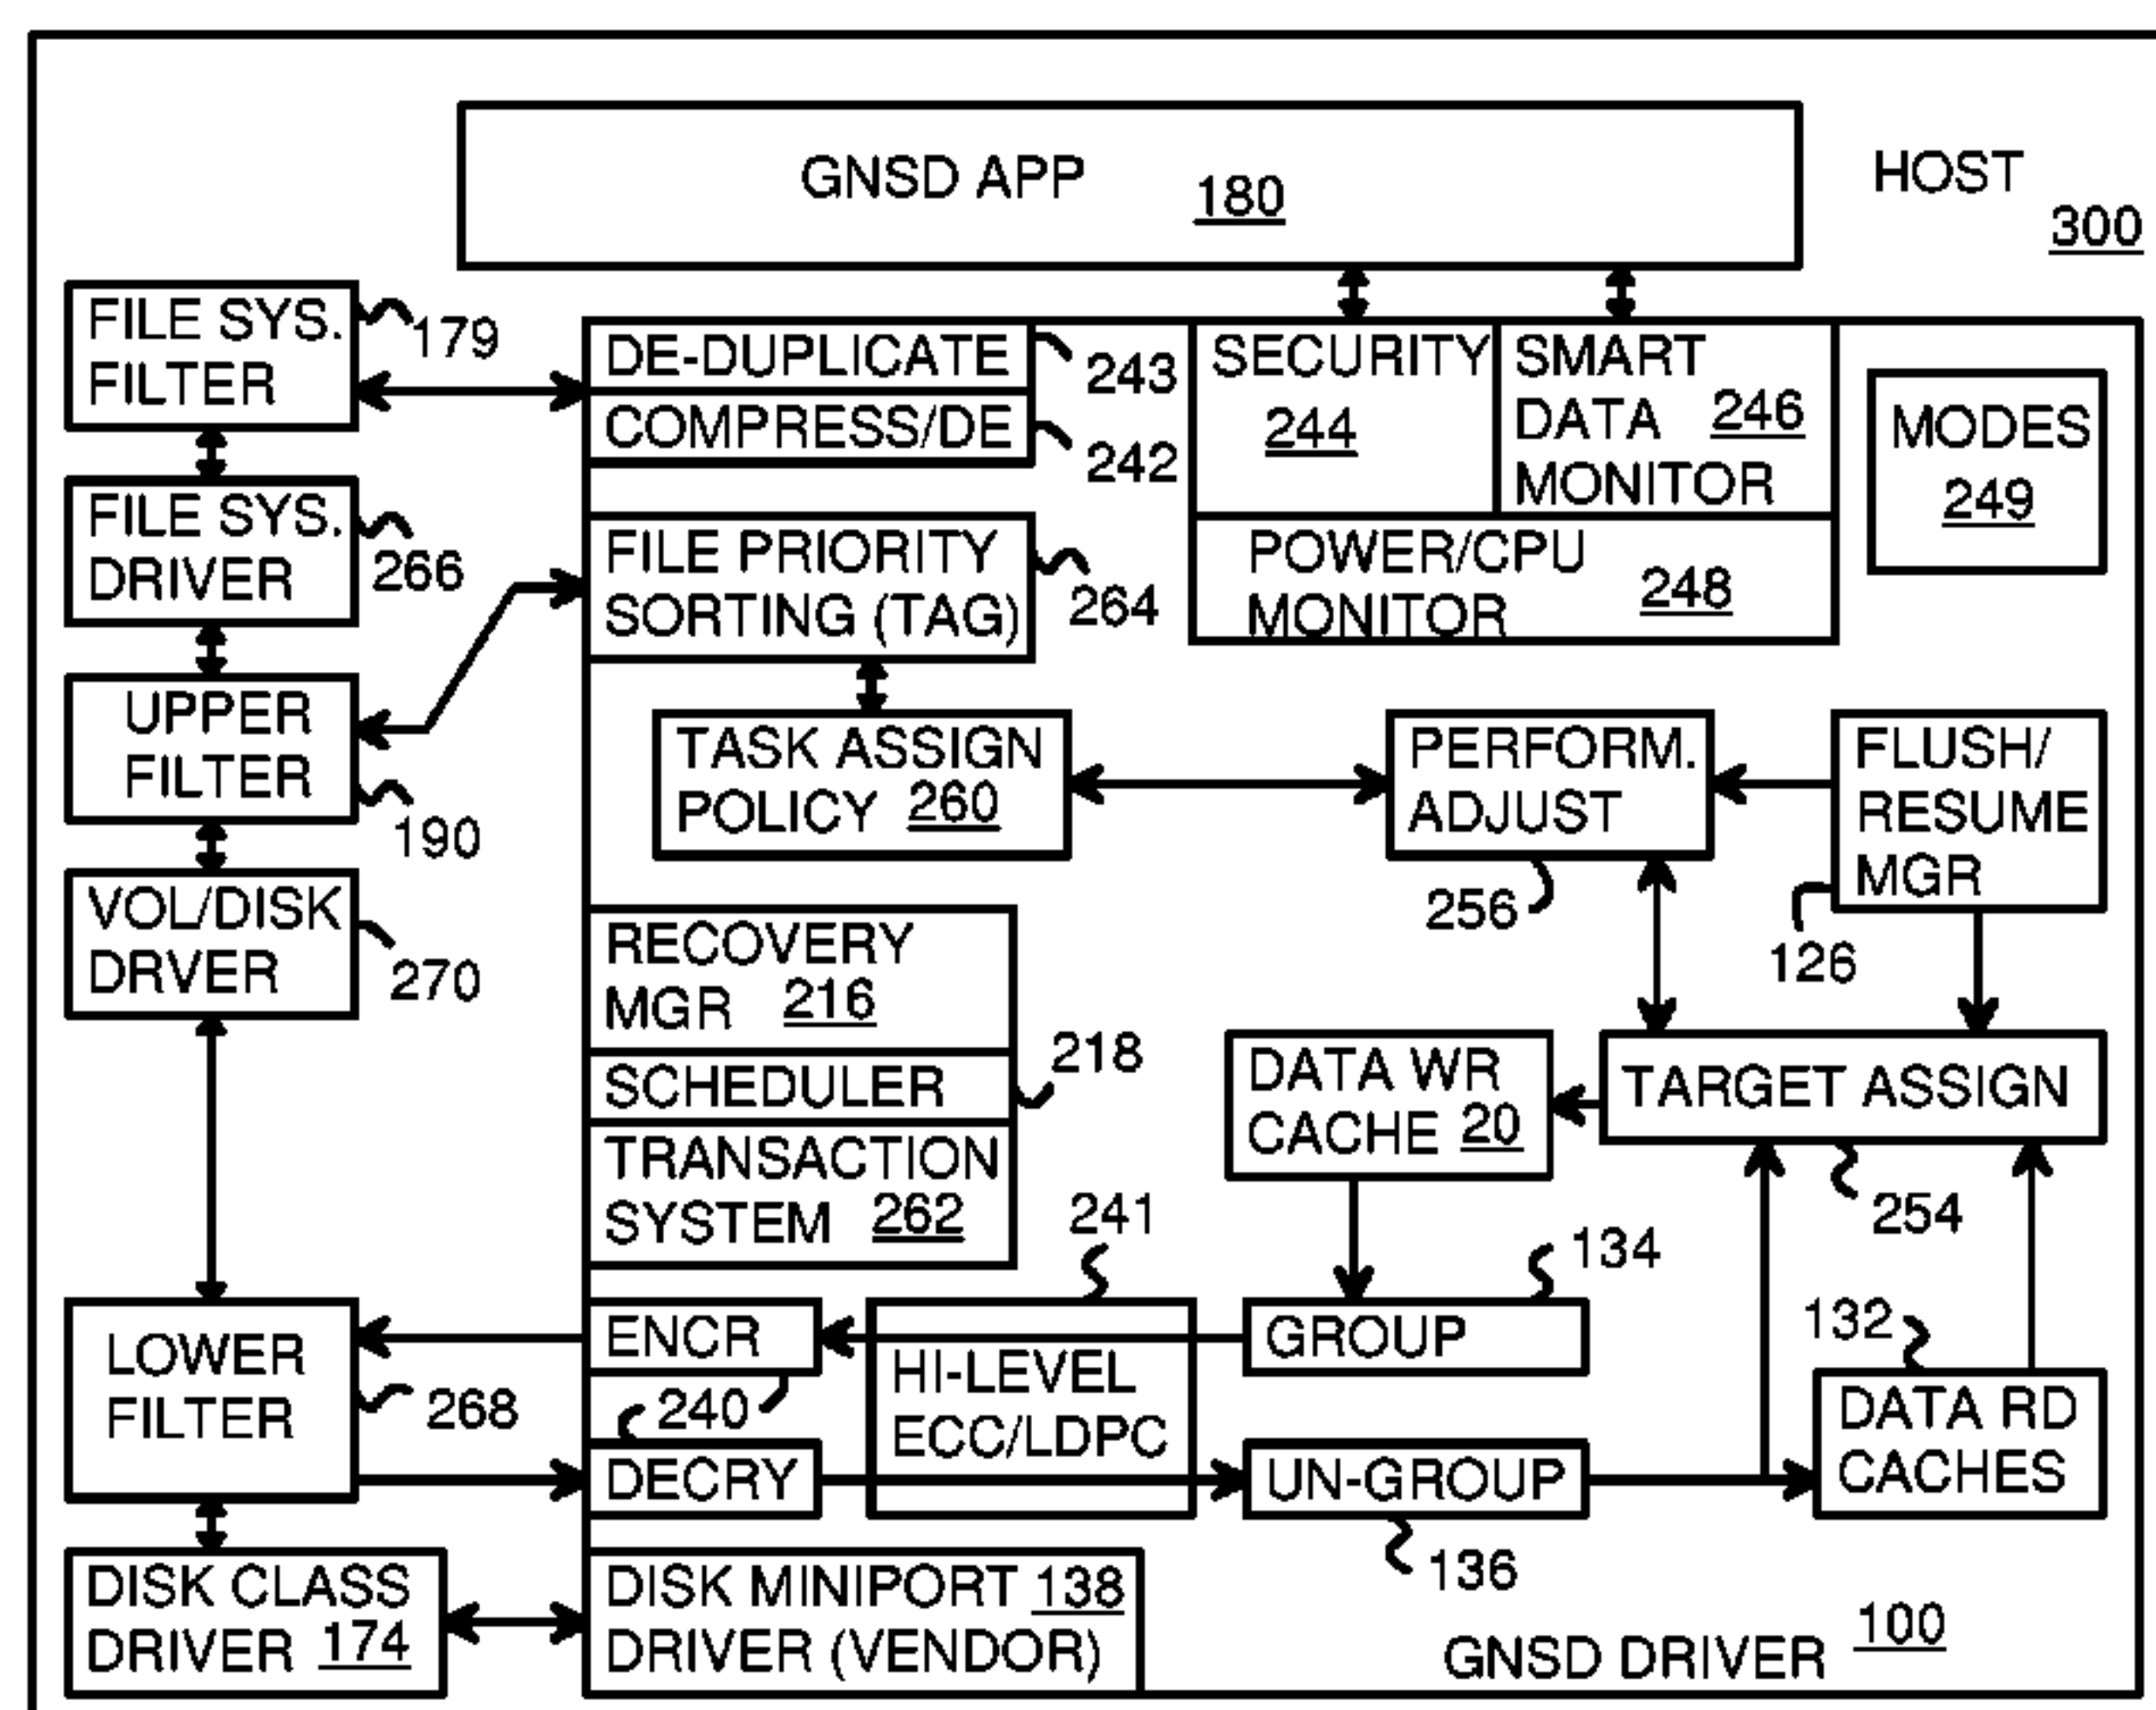 GNSD APP 180
HOST
300
FILE SYS.
FILTER
179
DE-DUPLICATE
243
COMPRESS/DE
242
SECURITY
244
SMART
DATA 246
MONITOR
MODES
249
POWER/CPU
MONITOR 248
FILE SYS.
DRIVER
266
FILE PRIORITY
SORTING (TAG)
264
UPPER
FILTER
190
TASK ASSIGN
POLICY 260
PERFORM.
ADJUST
256
FLUSH/
RESUME
MGR
126
VOL/DISK
DRVER
270
RECOVERY
MGR 216
SCHEDULER
218
TRANSACTION
SYSTEM 262
DATA WR
CACHE 20
TARGET ASSIGN
254
241
134
132
LOWER
FILTER
268
ENCR
240
DECRY
HI-LEVEL
ECC/LDPC
GROUP
UN-GROUP
136
DATA RD
CACHES
DISK CLASS
DRIVER 174
DISK MINIPORT 138
DRIVER (VENDOR)
GNSD DRIVER 100